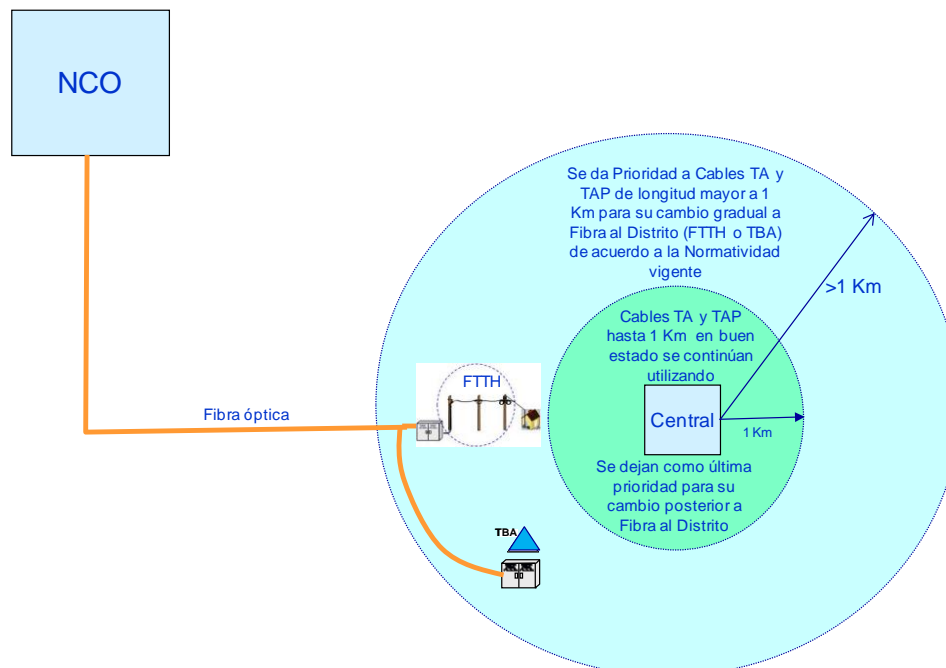 NCO
Se da Prioridad a Cables TA y
TAP de longitud mayor a 1
Km para su cambio gradual a
Fibra al Distrito (FTTH o TBA)
de acuerdo a la Normatividad
vigente
>1 Km
Cables TA y TAP
hasta 1 Km en buen
estado se continúan
utilizando
FTTH
Central
Fibra óptica
1 Km
Se dejan como última
prioridad para su
cambio posterior a
Fibra al Distrito
TBA